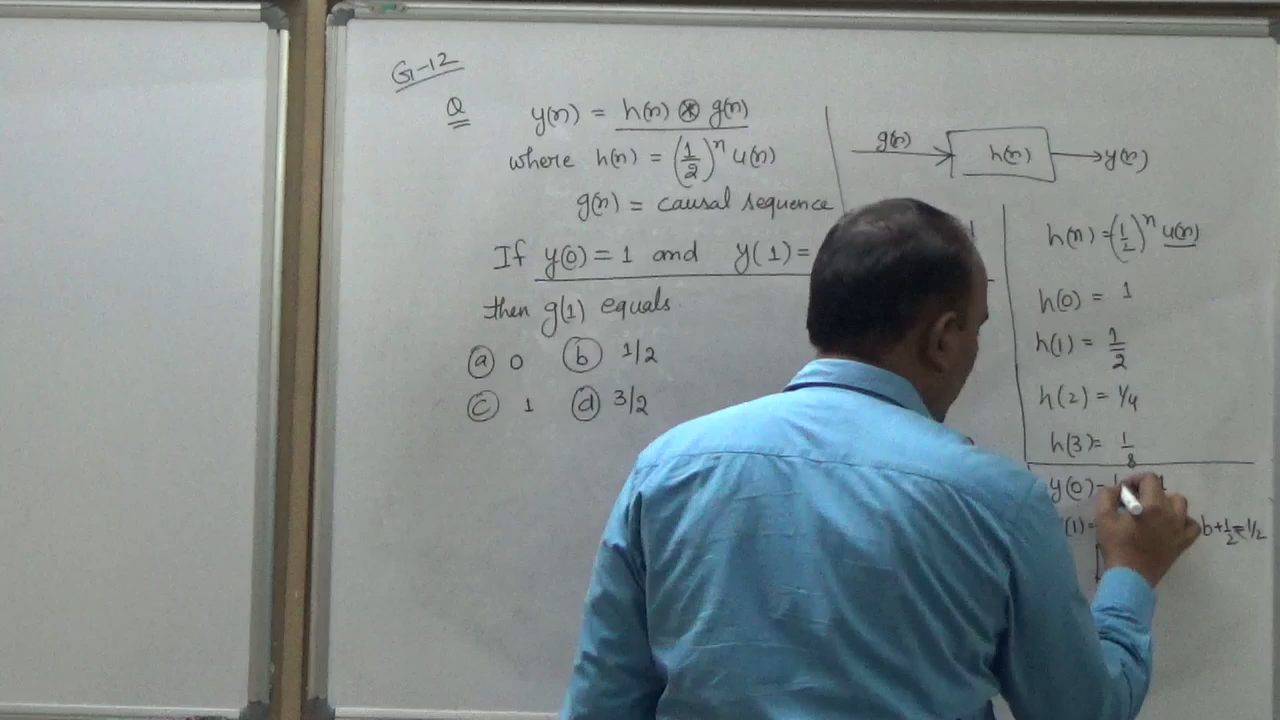 G-12
Q y(n) = h(n) ⊛ g(n)
where h(n) = (1/2)^n u(n)
g(n) = causal sequence
If y(0) = 1 and y(1) =
then g(1) equals
(a) 0 (b) 1/2
(c) 1 (d) 3/2
g(n) h(n) y(n)
h(n) = (1/2)^n u(n)
h(0) = 1
h(1) = 1/2
h(2) = 1/4
h(3) = 1/8
y(0) =
(1) = b + 1/2 = 1/2